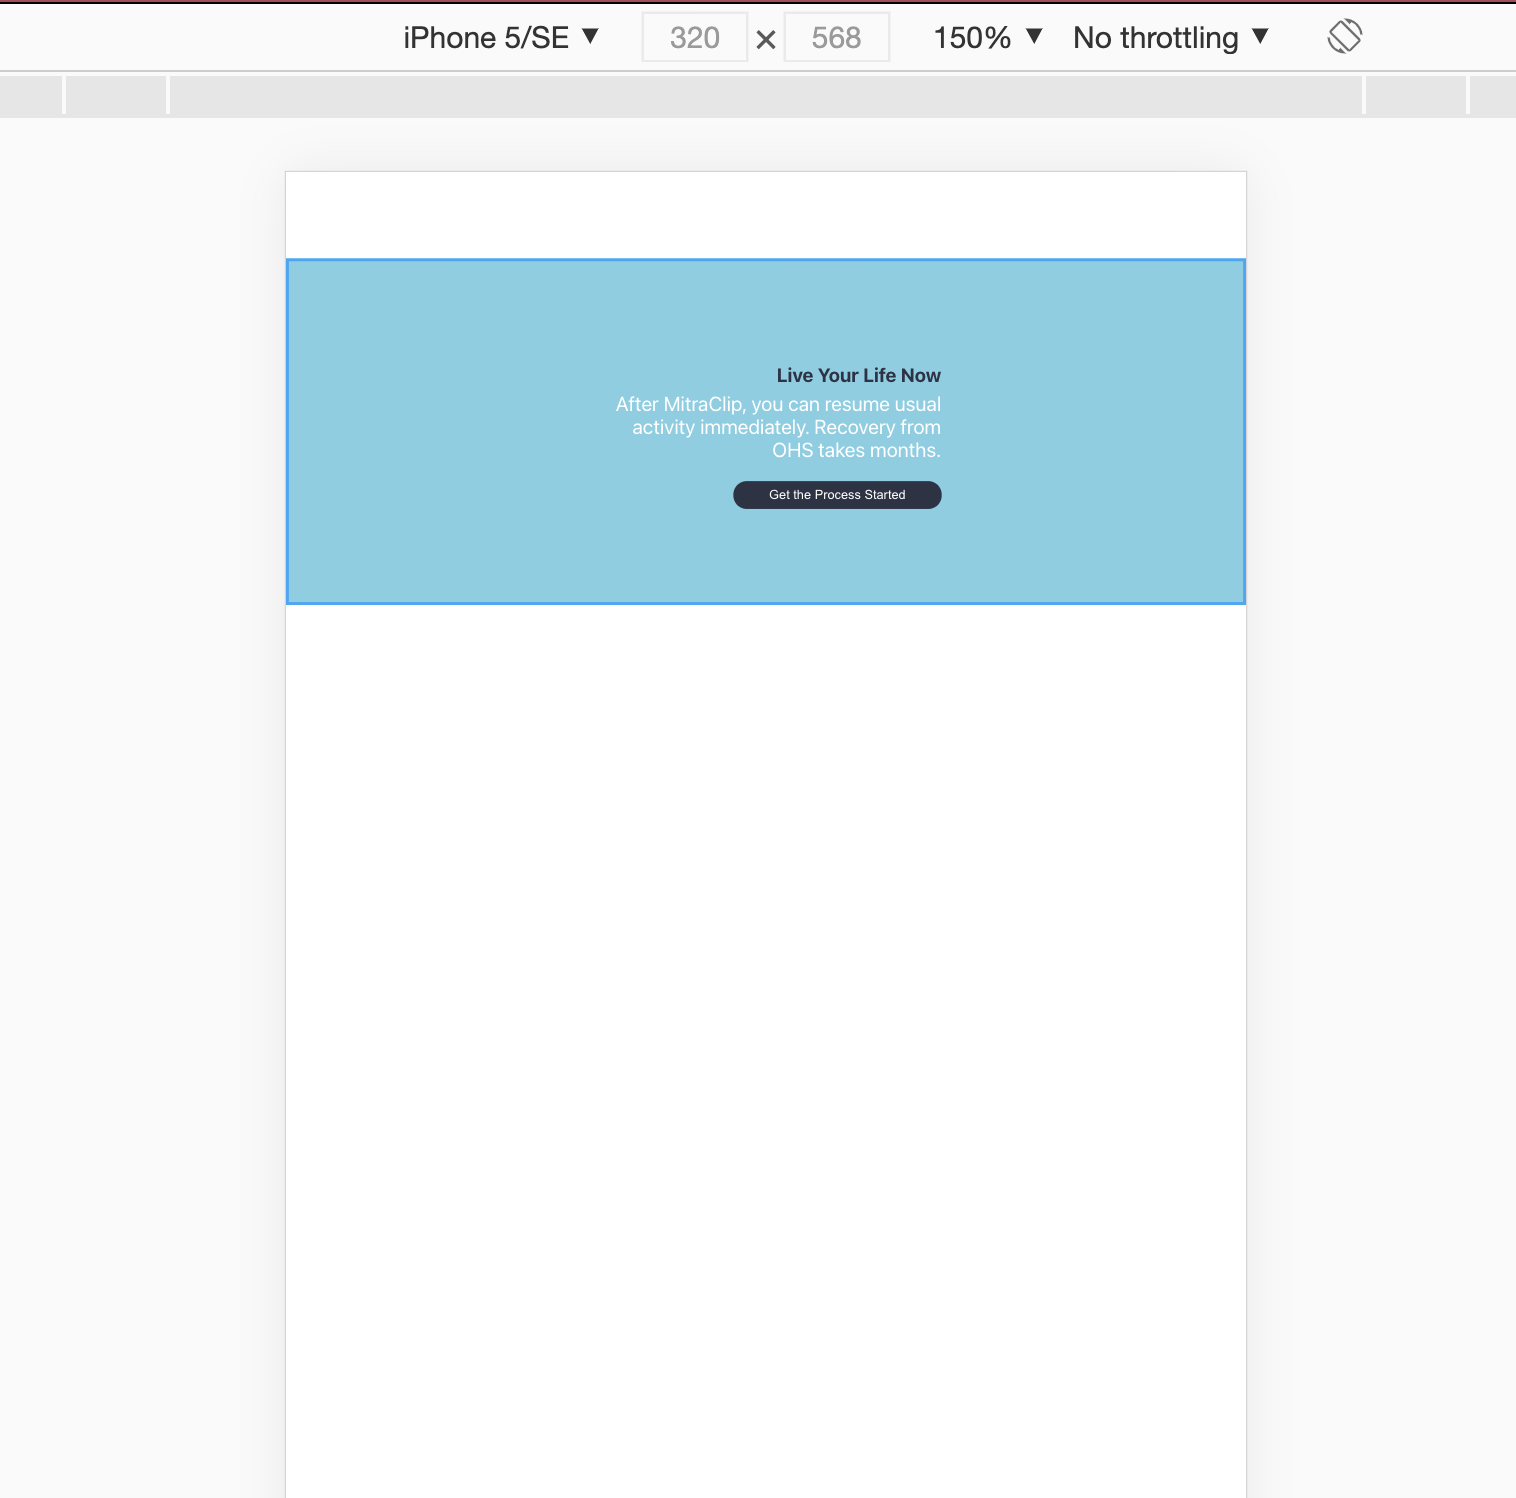 iPhone 5/SE ▼ 320 × 568 150% ▼ No throttling ▼
Live Your Life Now
After MitraClip, you can resume usual
activity immediately. Recovery from
OHS takes months.
Get the Process Started